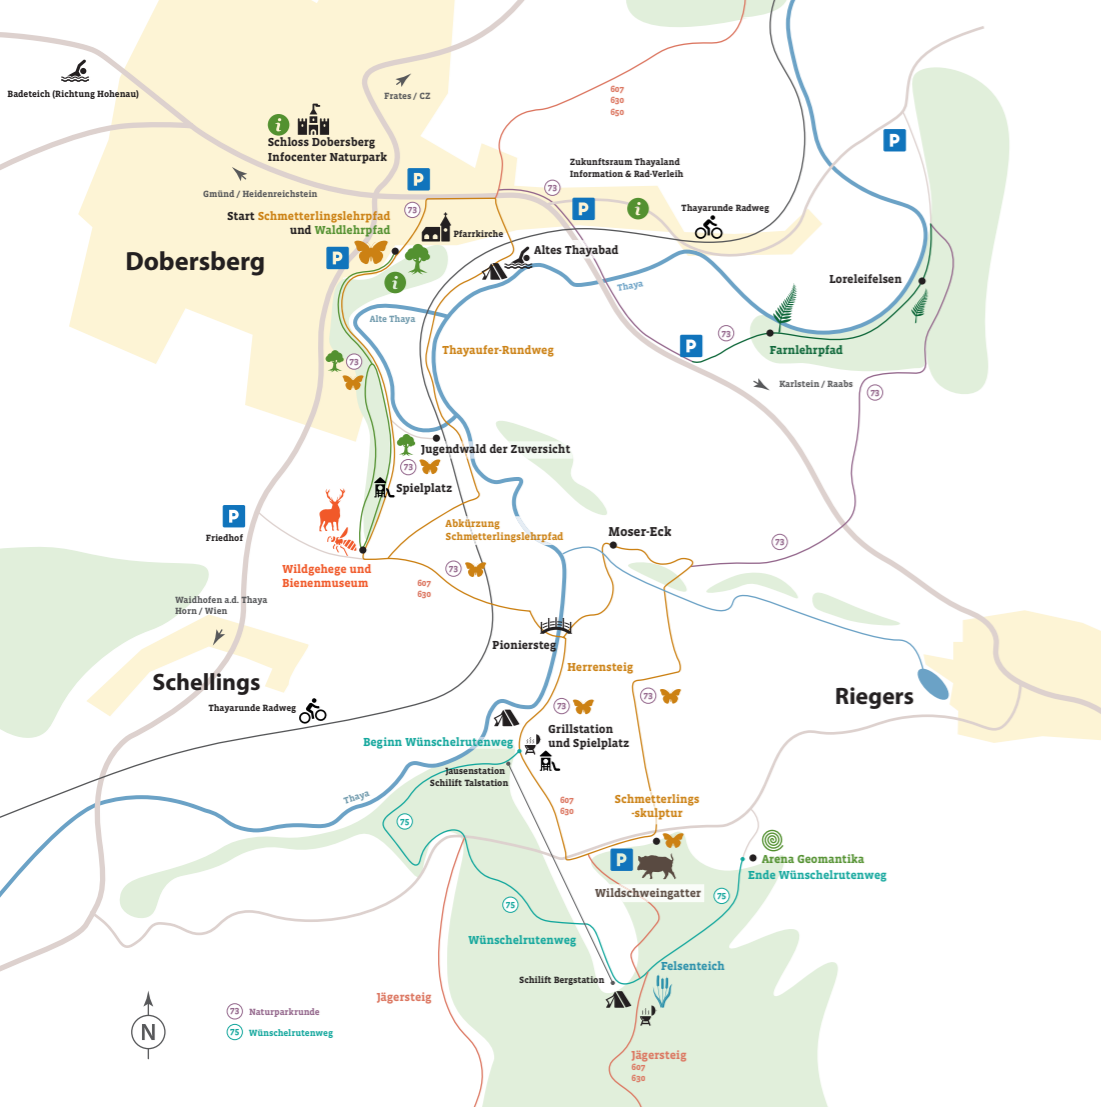 607
630
650
Badeteich (Richtung Hohenau)
Frates / CZ
P
i
Schloss Dobersberg
Infocenter Naturpark
Zukunftsraum Thayaland
Information & Rad-Verleih
P
73
Gmünd / Heidenreichstein
73
P
i
Thayarunde Radweg
Start Schmetterlingslehrpfad
und Waldlehrpfad
Pfarrkirche
Dobersberg
P
Altes Thayabad
i
Thaya
Loreleifelsen
Alte Thaya
73
P
Farnlehrpfad
Thayaufer-Rundweg
73
Karlstein / Raabs
73
Jugendwald der Zuversicht
73
Spielplatz
P
Friedhof
Abkürzung
Schmetterlingslehrpfad
Moser-Eck
73
Wildgehege und
Bienenmuseum
73
607
630
Waidhofen a.d. Thaya
Horn / Wien
Pioniersteg
Herrensteig
Schellings
Riegers
73
Thayarunde Radweg
73
Grillstation
und Spielplatz
Beginn Wünschelrutenweg
Jausenstation
Schilift Talstation
Thaya
607
630
Schmetterlings
-skulptur
75
P
Arena Geomantika
Ende Wünschelrutenweg
Wildschweingatter
75
75
Wünschelrutenweg
Felsenteich
Schilift Bergstation
Jägersteig
73 Naturparkrunde
75 Wünschelrutenweg
N
Jägersteig
607
630